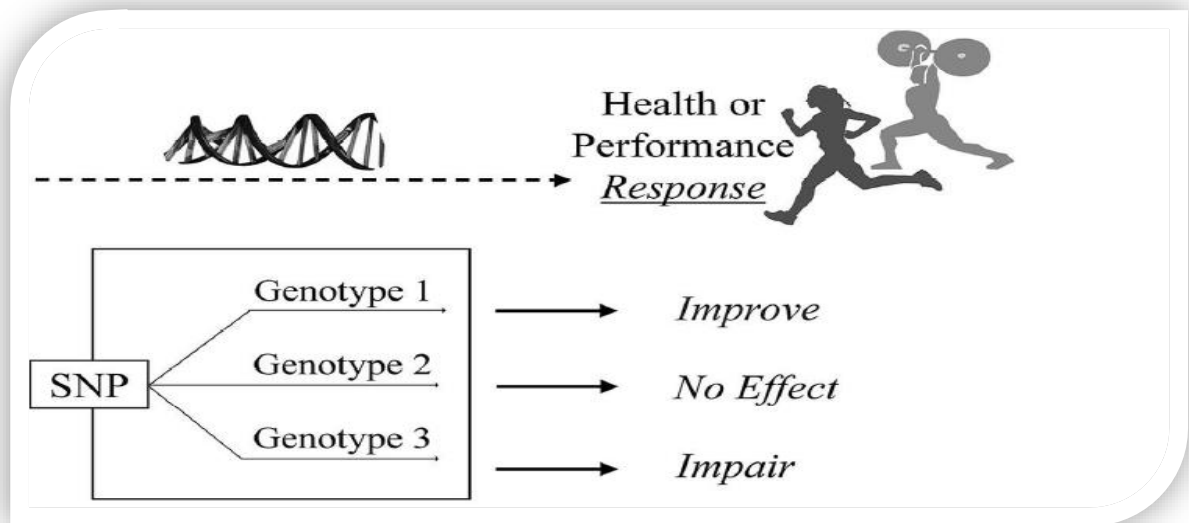 Health or
Performance
Response
Genotype 1
Improve
SNP
Genotype 2
No Effect
Genotype 3
Impair